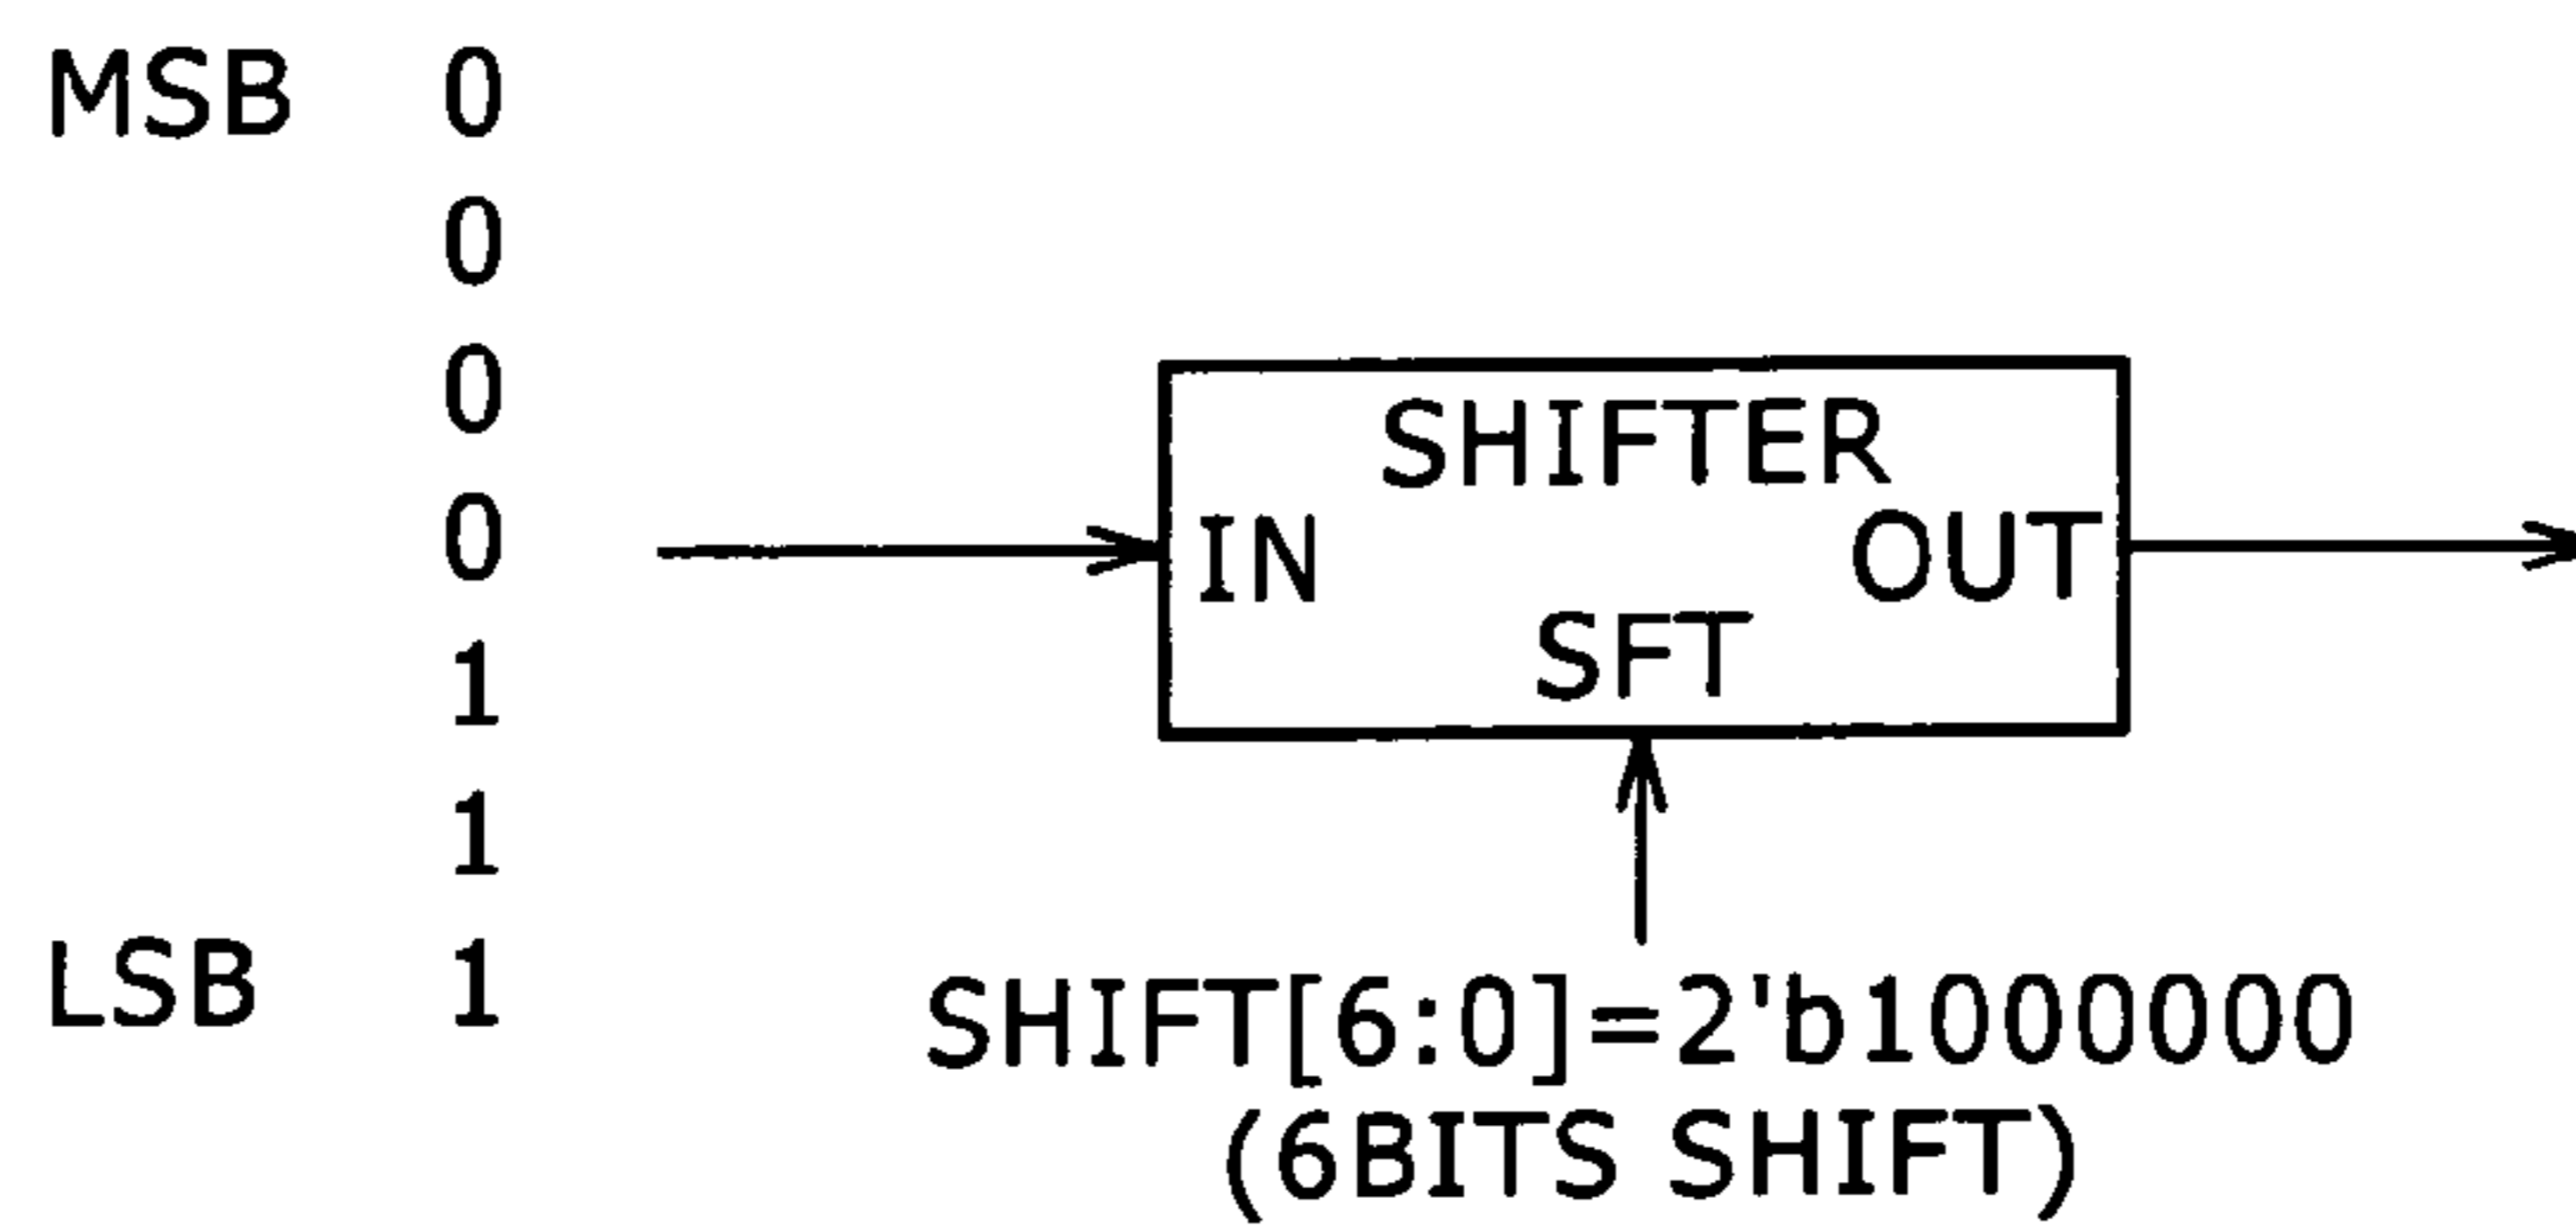 MSB 0
0
0
0
1
1
LSB 1
SHIFTER
IN
OUT
SFT
SHIFT[6:0]=2'b1000000
(6BITS SHIFT)